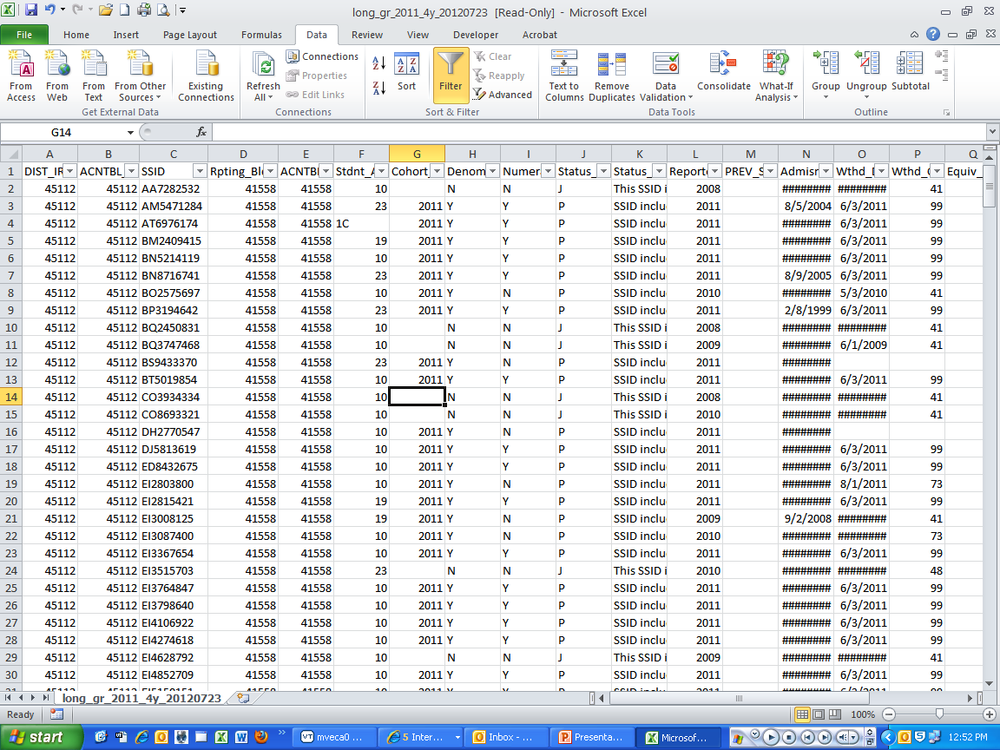 long_gr_2011_4y_20120723 [Read-Only] - Microsoft Excel
File Home Insert Page Layout Formulas Data Review View Developer Acrobat
From Access From Web From Text From Other Sources Existing Connections Refresh All Connections Properties Edit Links Sort Filter Clear Reapply Advanced Text to Columns Remove Duplicates Data Validation Consolidate What-If Analysis Group Ungroup Subtotal
Get External Data Connections Sort & Filter Data Tools Outline
G14 fx
A B C D E F G H I J K L M N O P Q
1 DIST_IR ACNTBL_ SSID Rpting_Bl ACNTBL Stdnt_A Cohort_ Denom Numer Status_ Status_ Report PREV_S Admisr Wthd_D Wthd_ Equiv_
2 45112 45112 AA7282532 41558 41558 10 N N J This SSID i 2008 ######## ######## 41
3 45112 45112 AM5471284 41558 41558 23 2011 Y Y P SSID inclu 2011 8/5/2004 6/3/2011 99
4 45112 45112 AT6976174 41558 41558 1C 2011 Y Y P SSID inclu 2011 ######## 6/3/2011 99
5 45112 45112 BM2409415 41558 41558 19 2011 Y Y P SSID inclu 2011 ######## 6/3/2011 99
6 45112 45112 BN5214119 41558 41558 10 2011 Y Y P SSID inclu 2011 ######## 6/3/2011 99
7 45112 45112 BN8716741 41558 41558 23 2011 Y Y P SSID inclu 2011 8/9/2005 6/3/2011 99
8 45112 45112 BO2575697 41558 41558 10 2011 Y N P SSID inclu 2010 ######## 5/3/2010 41
9 45112 45112 BP3194642 41558 41558 23 2011 Y Y P SSID inclu 2011 2/8/1999 6/3/2011 99
10 45112 45112 BQ2450831 41558 41558 10 N N J This SSID i 2008 ######## ######## 41
11 45112 45112 BQ3747468 41558 41558 10 N N J This SSID i 2009 ######## 6/1/2009 41
12 45112 45112 BS9433370 41558 41558 23 2011 Y N P SSID inclu 2011 ########
13 45112 45112 BT5019854 41558 41558 10 2011 Y Y P SSID inclu 2011 ######## 6/3/2011 99
14 45112 45112 CO3934334 41558 41558 10 N N J This SSID i 2008 ######## ######## 41
15 45112 45112 CO8693321 41558 41558 10 N N J This SSID i 2010 ######## ######## 41
16 45112 45112 DH2770547 41558 41558 10 2011 Y N P SSID inclu 2011 ########
17 45112 45112 DJ5813619 41558 41558 10 2011 Y Y P SSID inclu 2011 ######## 6/3/2011 99
18 45112 45112 ED8432675 41558 41558 10 2011 Y Y P SSID inclu 2011 ######## 6/3/2011 99
19 45112 45112 EI2803800 41558 41558 10 2011 Y N P SSID inclu 2011 ######## 8/1/2011 73
20 45112 45112 EI2815421 41558 41558 19 2011 Y Y P SSID inclu 2011 ######## 6/3/2011 99
21 45112 45112 EI3008125 41558 41558 19 2011 Y N P SSID inclu 2009 9/2/2008 ######## 41
22 45112 45112 EI3087400 41558 41558 10 2011 Y N P SSID inclu 2010 ######## ######## 73
23 45112 45112 EI3367654 41558 41558 10 2011 Y Y P SSID inclu 2011 ######## 6/3/2011 99
24 45112 45112 EI3515703 41558 41558 23 N N J This SSID i 2010 ######## ######## 48
25 45112 45112 EI3764847 41558 41558 10 2011 Y Y P SSID inclu 2011 ######## 6/3/2011 99
26 45112 45112 EI3798640 41558 41558 10 2011 Y Y P SSID inclu 2011 ######## 6/3/2011 99
27 45112 45112 EI4106922 41558 41558 10 2011 Y Y P SSID inclu 2011 ######## 6/3/2011 99
28 45112 45112 EI4274618 41558 41558 10 2011 Y Y P SSID inclu 2011 ######## 6/3/2011 99
29 45112 45112 EI4628792 41558 41558 10 N N J This SSID i 2009 ######## ######## 41
30 45112 45112 EI4852709 41558 41558 10 2011 Y Y P SSID inclu 2011 ######## 6/3/2011 99
long_gr_2011_4y_20120723
Ready 100%
start mveca0 ... 5 Inter... Inbox - ... Presenta... Microsof... 12:52 PM